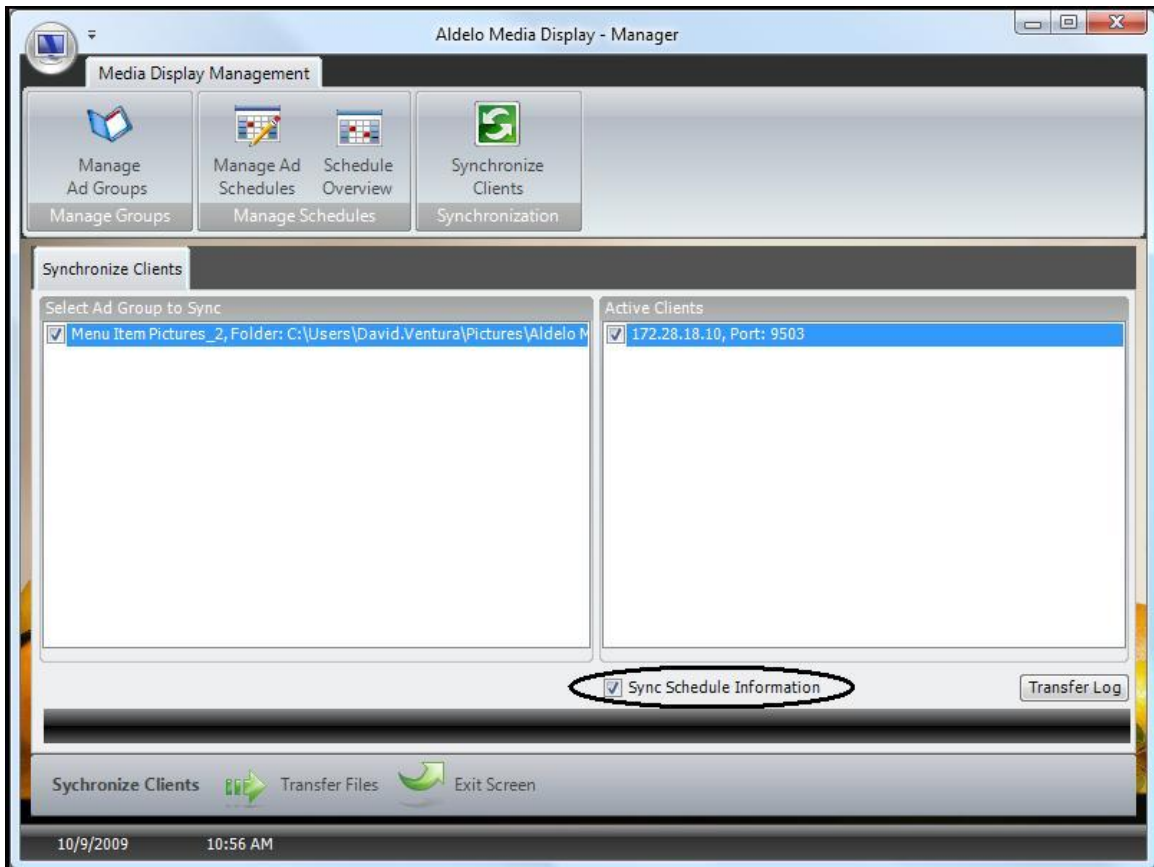 Aldelo Media Display - Manager
Media Display Management
Manage Ad Groups
Manage Ad Schedules
Schedule Overview
Synchronize Clients
Manage Groups
Manage Schedules
Synchronization
Synchronize Clients
Select Ad Group to Sync
Menu Item Pictures_2, Folder: C:\Users\David.Ventura\Pictures\Aldelo M
Active Clients
172.28.18.10, Port: 9503
Sync Schedule Information
Transfer Log
Sychronize Clients
Transfer Files
Exit Screen
10/9/2009
10:56 AM